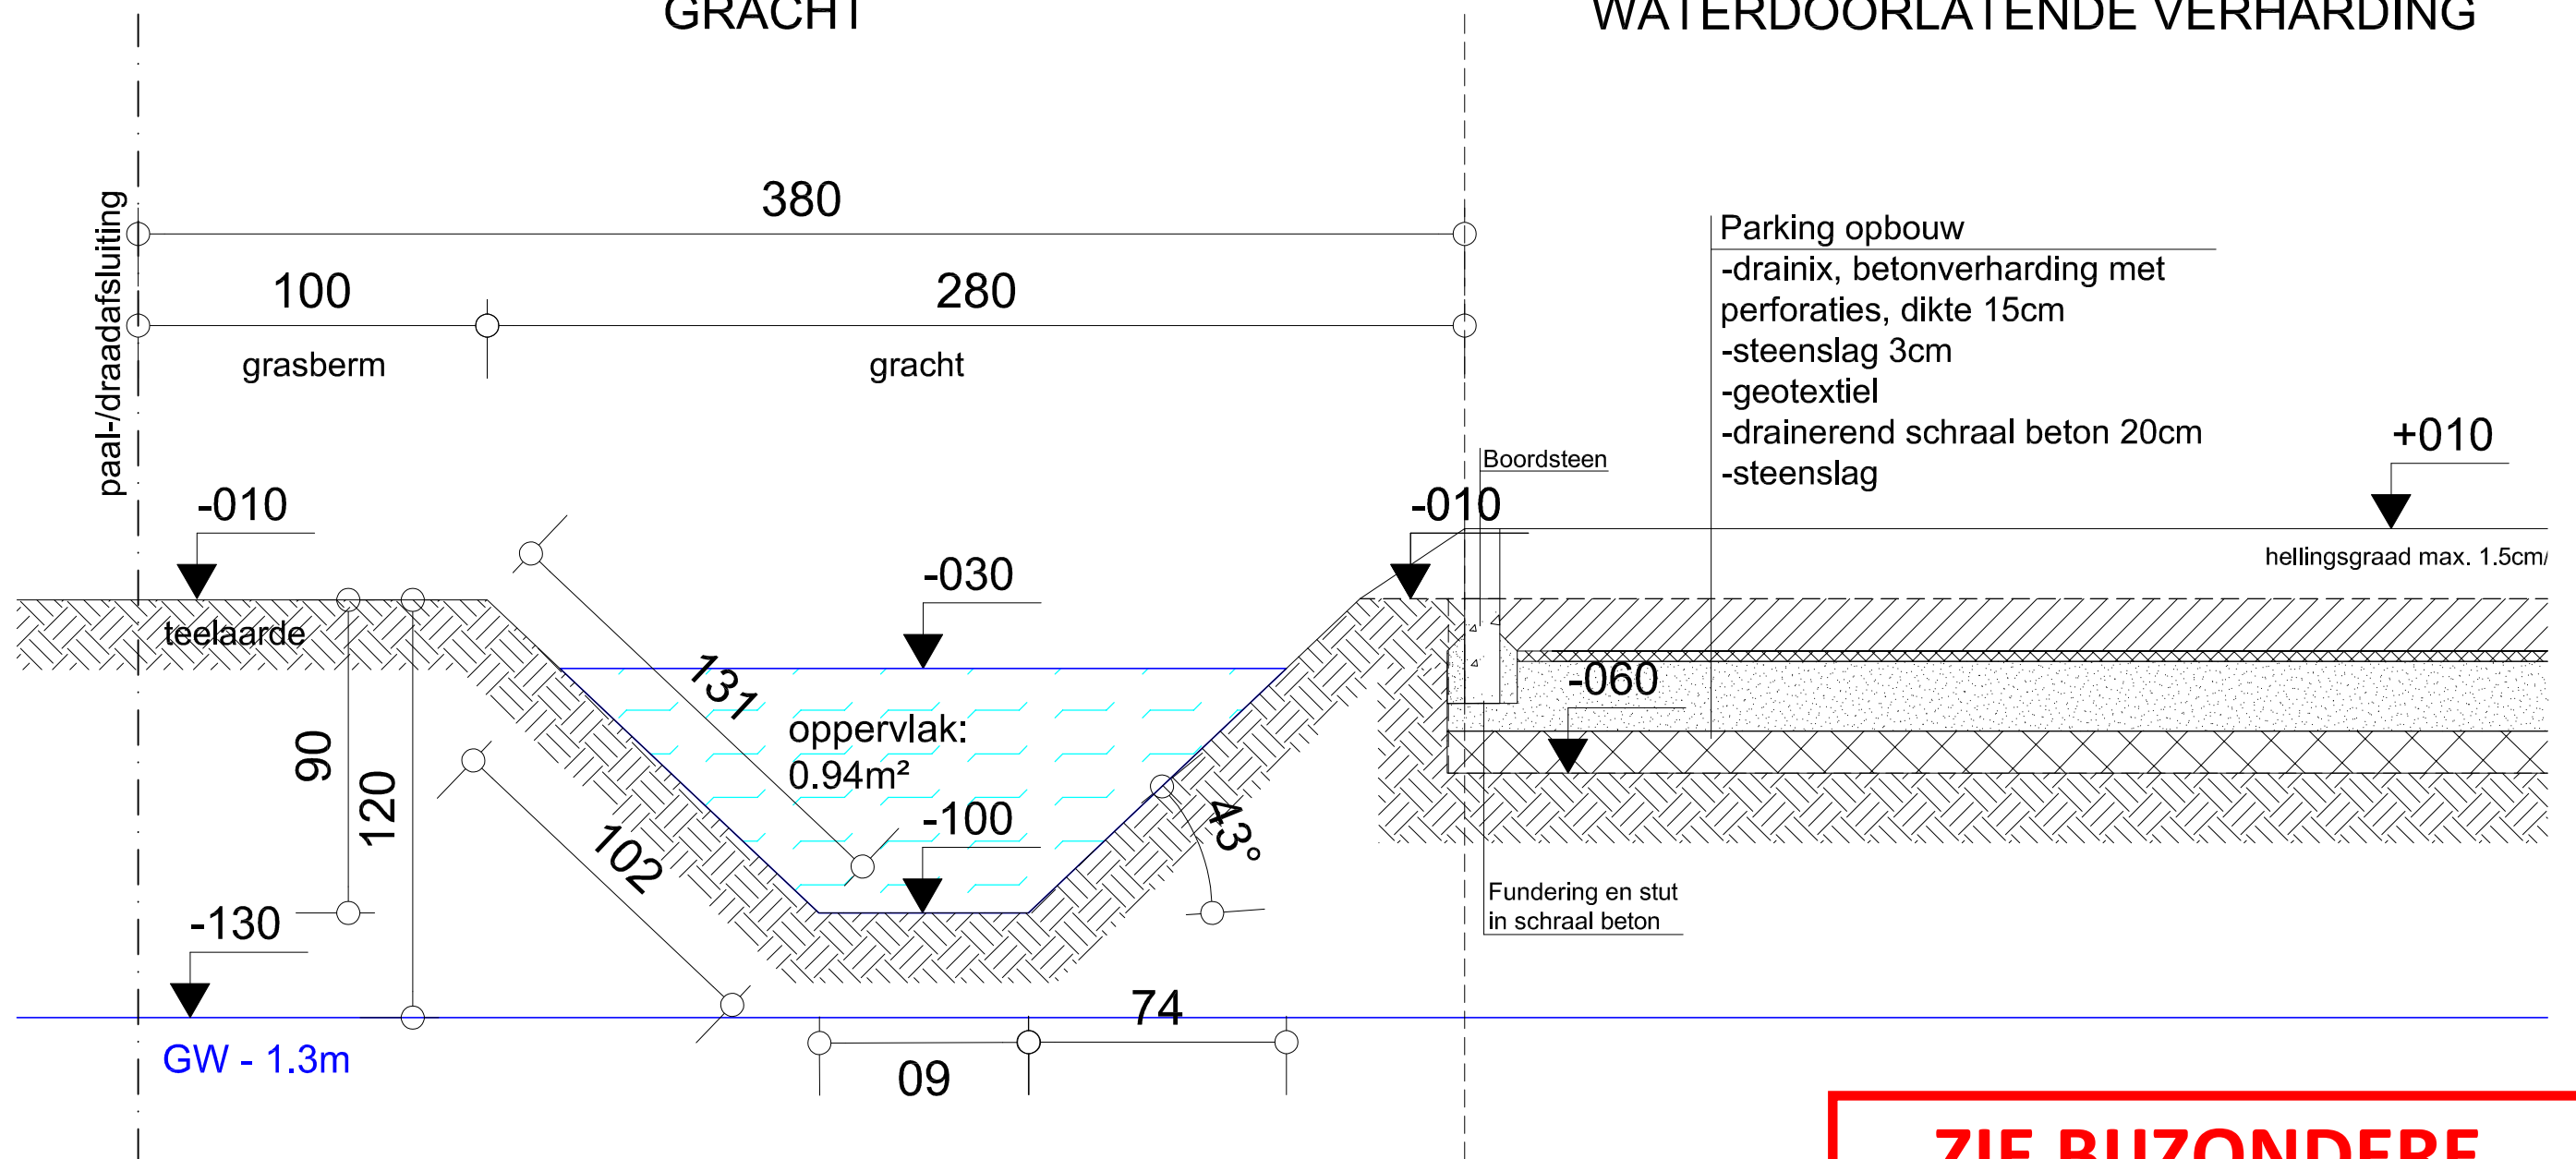 GRACHT
WATERDOORLATENDE VERHARDING
380
100
280
grasberm
gracht
paal-/draadafsluiting
Parking opbouw
-drainix, betonverharding met
perforaties, dikte 15cm
-steenslag 3cm
-geotextiel
-drainerend schraal beton 20cm
-steenslag
Boordsteen
+010
-010
-010
-030
hellingsgraad max. 1.5cm/
teelaarde
131
-060
oppervlak:
0.94m²
90
120
102
-100
43°
Fundering en stut
in schraal beton
-130
74
GW - 1.3m
09
ZIE BIJZONDERE